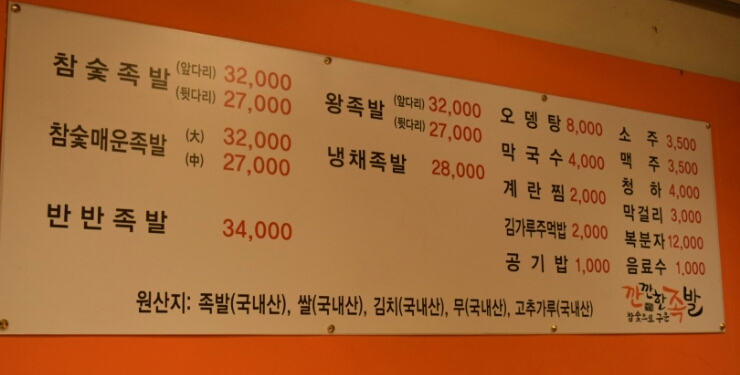 참숯족발 (앞다리) 32,000
(뒷다리) 27,000
참숯매운족발 (大) 32,000
(中) 27,000
반반족발 34,000
왕족발 (앞다리) 32,000
(뒷다리) 27,000
냉채족발 28,000
오뎅탕 8,000
막국수 4,000
계란찜 2,000
김가루주먹밥 2,000
공기밥 1,000
소주 3,500
맥주 3,500
청하 4,000
막걸리 3,000
복분자 12,000
음료수 1,000
원산지: 족발(국내산), 쌀(국내산), 김치(국내산), 무(국내산), 고추가루(국내산)
깐깐한족발
참숯으로 구운